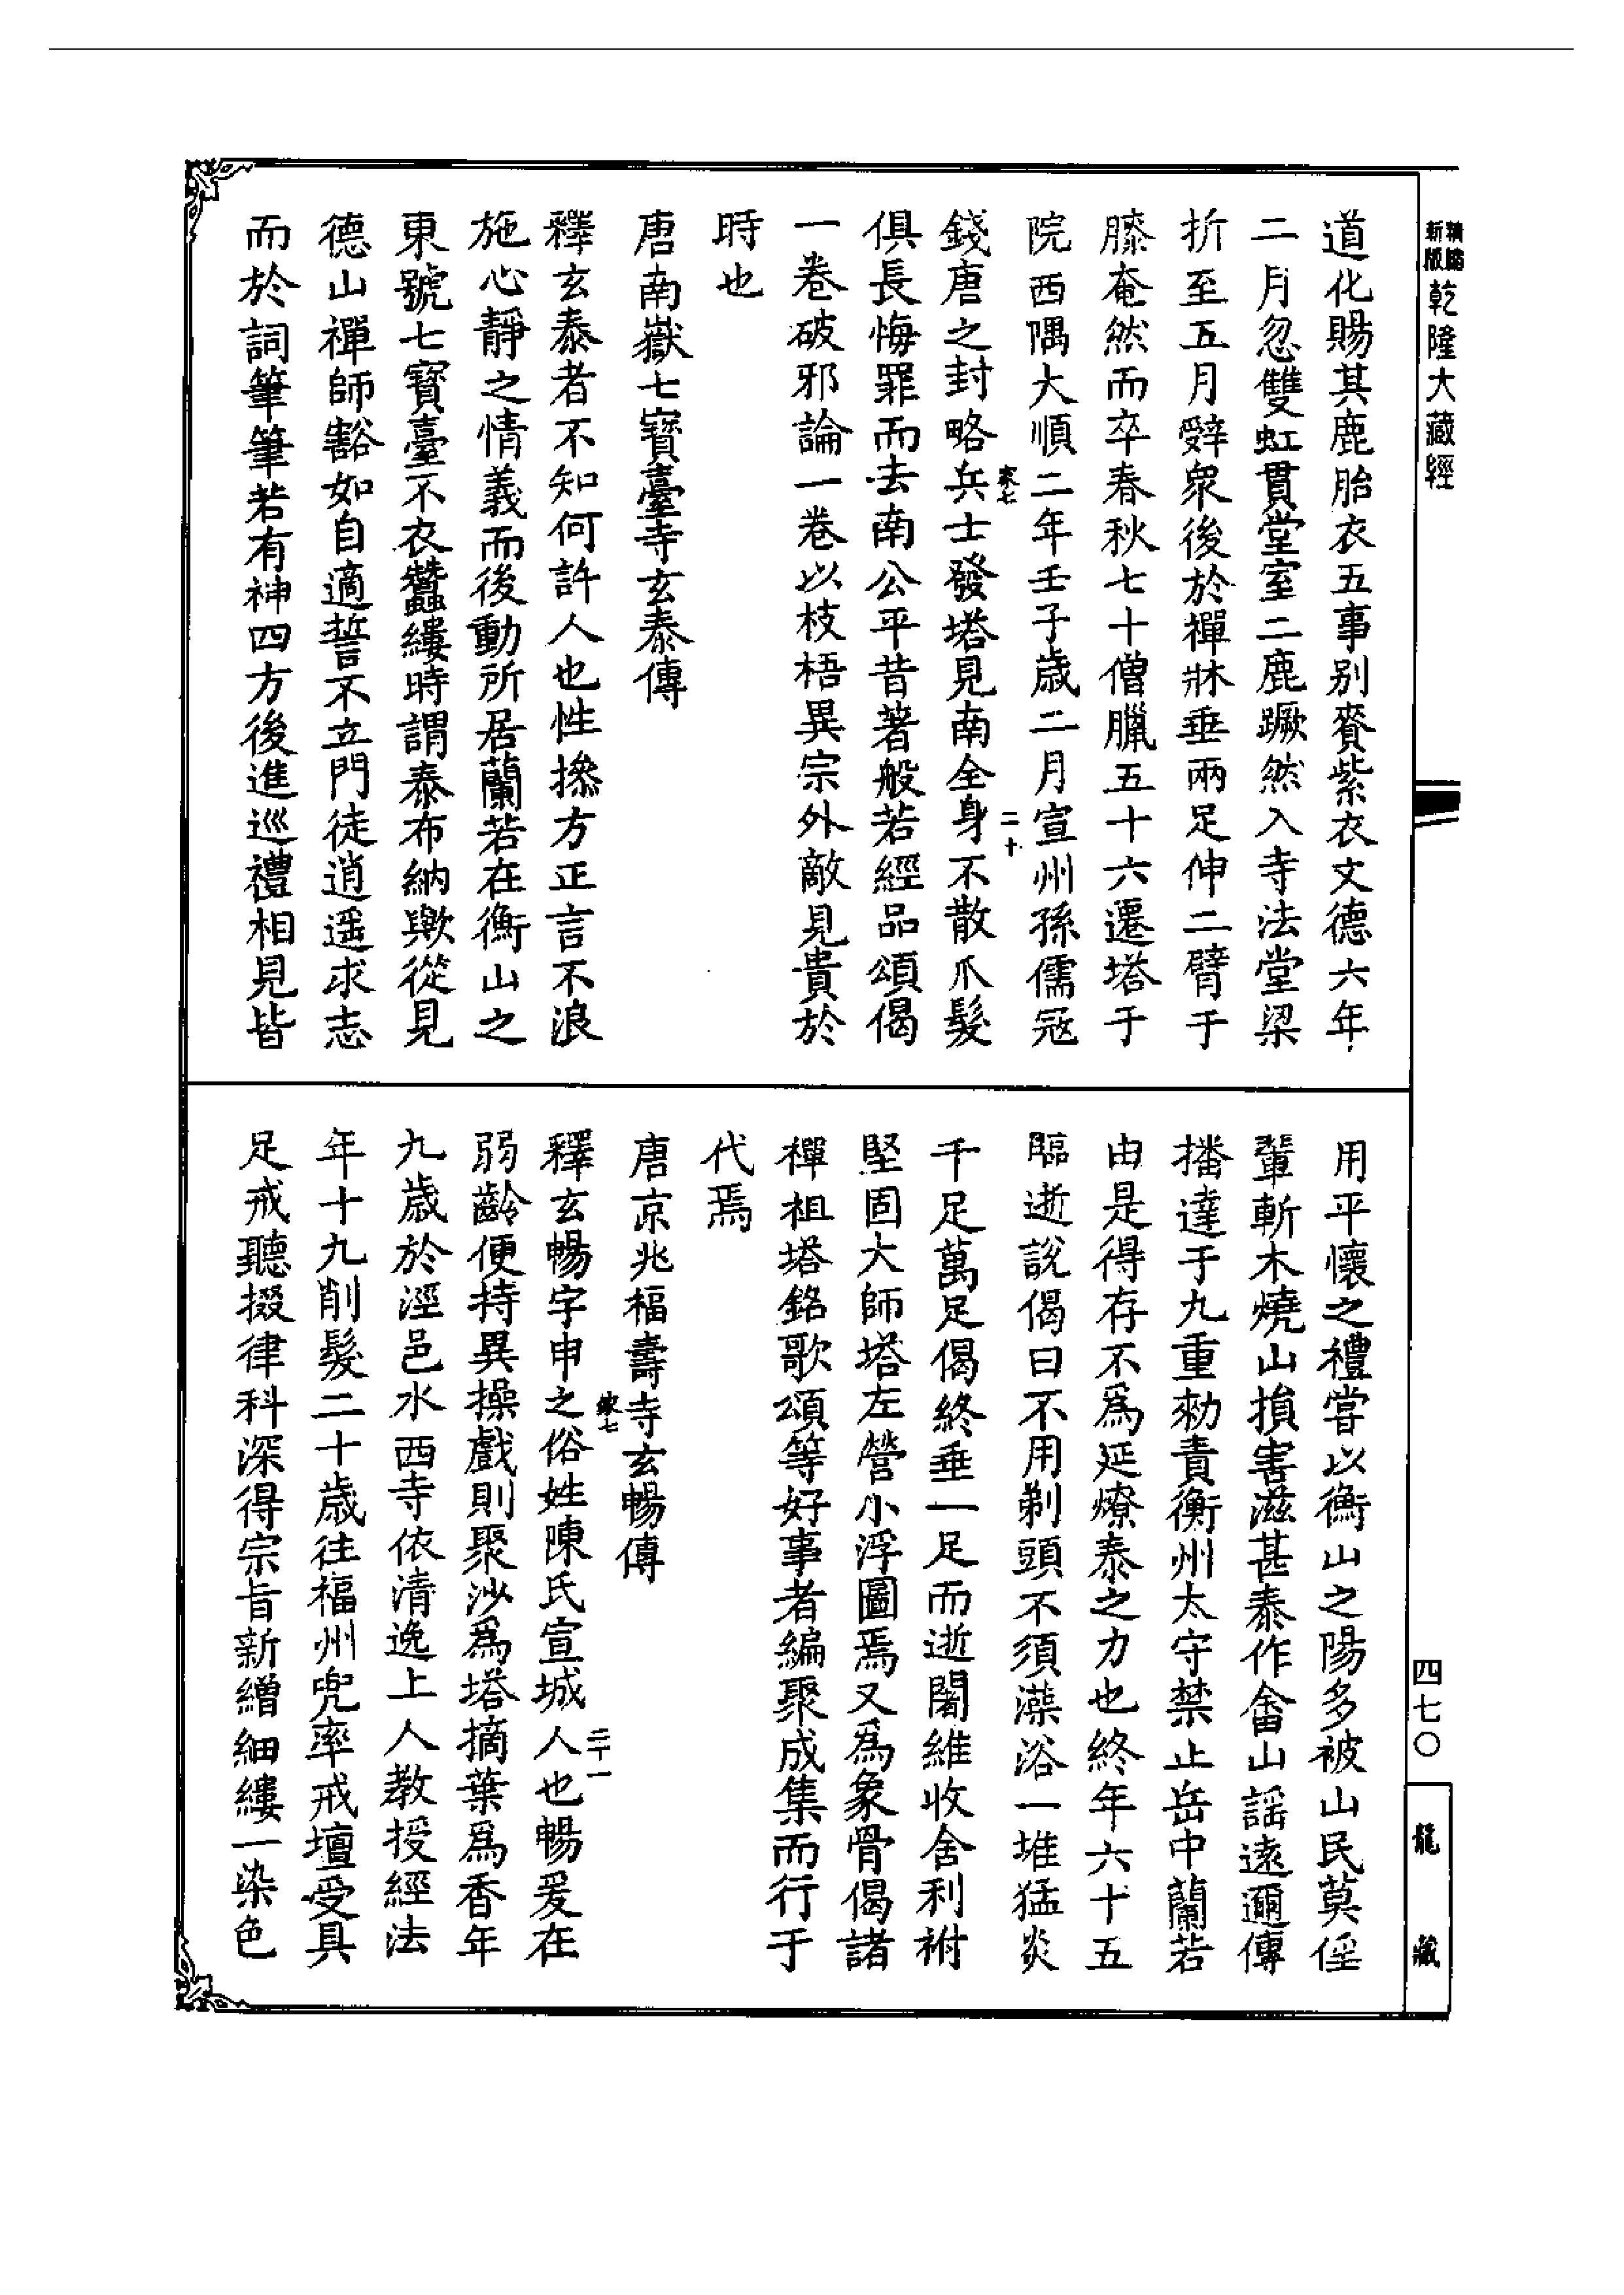 精縮新版乾隆大藏經
道化賜其鹿胎衣五事別賚紫衣文德六年
二月忽雙虹貫堂室二鹿蹶然入寺法堂梁
折至五月辤衆後於禪牀垂兩足伸二臂于
膝奄然而卒春秋七十僧臘五十六遷塔于
院西隅大順二年壬子歲二月宣州孫儒冦
錢唐之封略兵士發塔見南全身不散爪髮
俱長悔罪而去南公平昔著般若經品頌偈
一卷破邪論一卷以枝梧異宗外敵見貴於
時也
唐南嶽七寶臺寺玄泰傳
釋玄泰者不知何許人也性摻方正言不浪
施心靜之情義而後動所居蘭若在衡山之
東號七寶臺不衣蠶縷時謂泰布納歟從見
德山禪師豁如自適誓不立門徒逍遥求志
而於詞筆筆若有神四方後進巡禮相見皆
用平懷之禮嘗以衡山之陽多被山民莫傜
輩斬木燒山損害滋甚泰作畬山謡遠邇傳
播達于九重勑責衡州太守禁止岳中蘭若
由是得存不爲延燎泰之力也終年六十五
臨逝說偈曰不用剃頭不須澡浴一堆猛炎
千足萬足偈終垂一足而逝闍維收舍利祔
堅固大師塔左營小浮圖焉又爲象骨偈諸
禪祖塔銘歌頌等好事者編聚成集而行于
代焉
唐京兆福壽寺玄暢傳
釋玄暢字申之俗姓陳氏宣城人也暢爰在
弱齡便持異操戲則聚沙爲塔摘葉爲香年
九歲於涇邑水西寺依清逸上人教授經法
年十九削髮二十歲往福州兜率戒壇受具
足戒聽掇律科深得宗旨新繒細縷一染色
二十
二十一
四七〇
龍藏